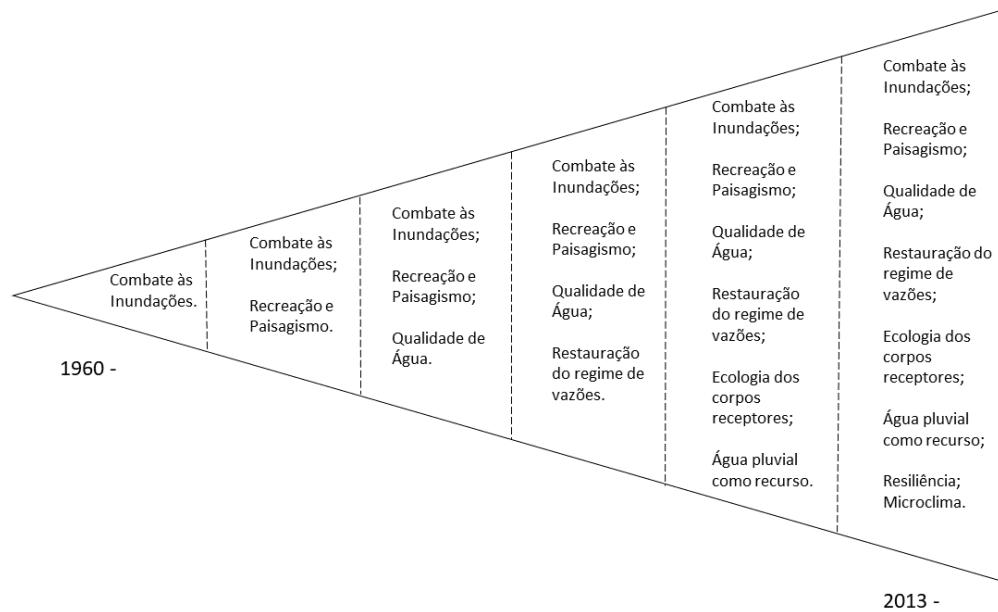 Combate às
Inundações.
1960 -
Combate às
Inundações;
Recreação e
Paisagismo.
Combate às
Inundações;
Recreação e
Paisagismo;
Qualidade de
Água.
Combate às
Inundações;
Recreação e
Paisagismo;
Qualidade de
Água;
Restauração
do regime de
vazões.
Combate às
Inundações;
Recreação e
Paisagismo;
Qualidade de
Água;
Restauração
do regime de
vazões;
Ecologia dos
corpos
receptores;
Água pluvial
como recurso.
Combate às
Inundações;
Recreação e
Paisagismo;
Qualidade de
Água;
Restauração do
regime de
vazões;
Ecologia dos
corpos
receptores;
Água pluvial
como recurso;
Resiliência;
Microclima.
2013 -